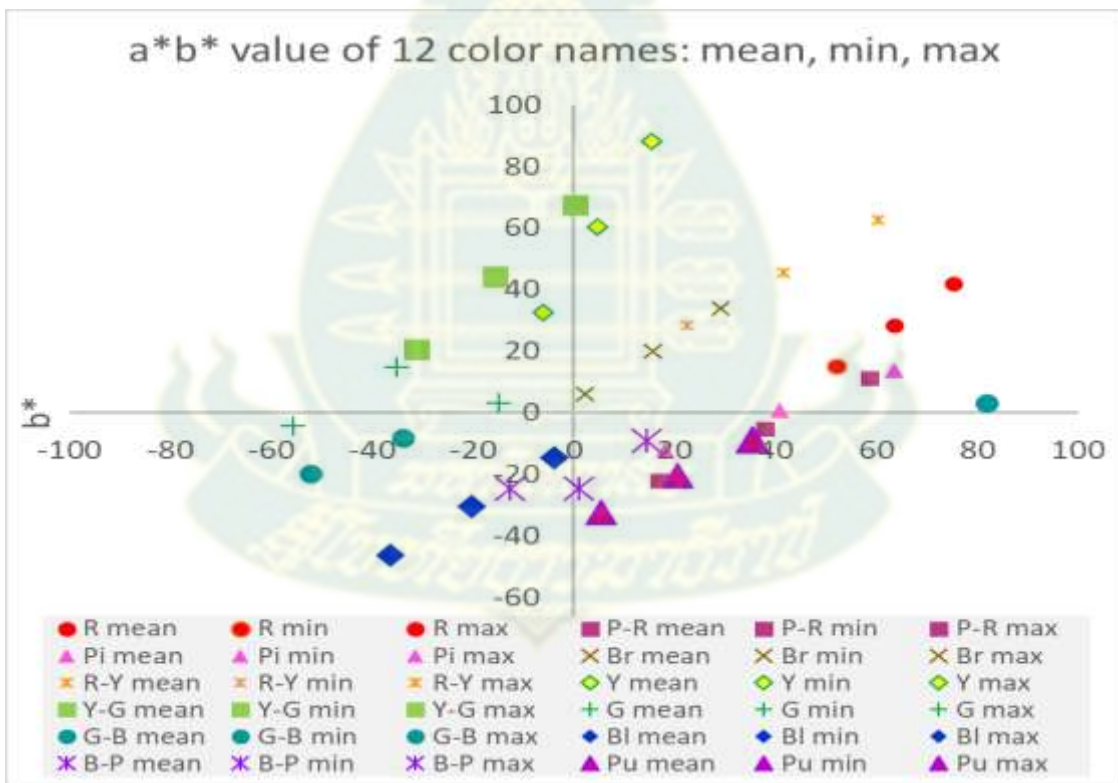 a*b* value of 12 color names: mean, min, max
100
80
60
40
20
0
b*
-100 -80 -60 -40 -20 0 20 40 60 80 100
-20
-40
-60
R mean R min R max P-R mean P-R min P-R max
Pi mean Pi min Pi max Br mean Br min Br max
R-Y mean R-Y min R-Y max Y mean Y min Y max
Y-G mean Y-G min Y-G max G mean G min G max
G-B mean G-B min G-B max Bl mean Bl min Bl max
B-P mean B-P min B-P max Pu mean Pu min Pu max